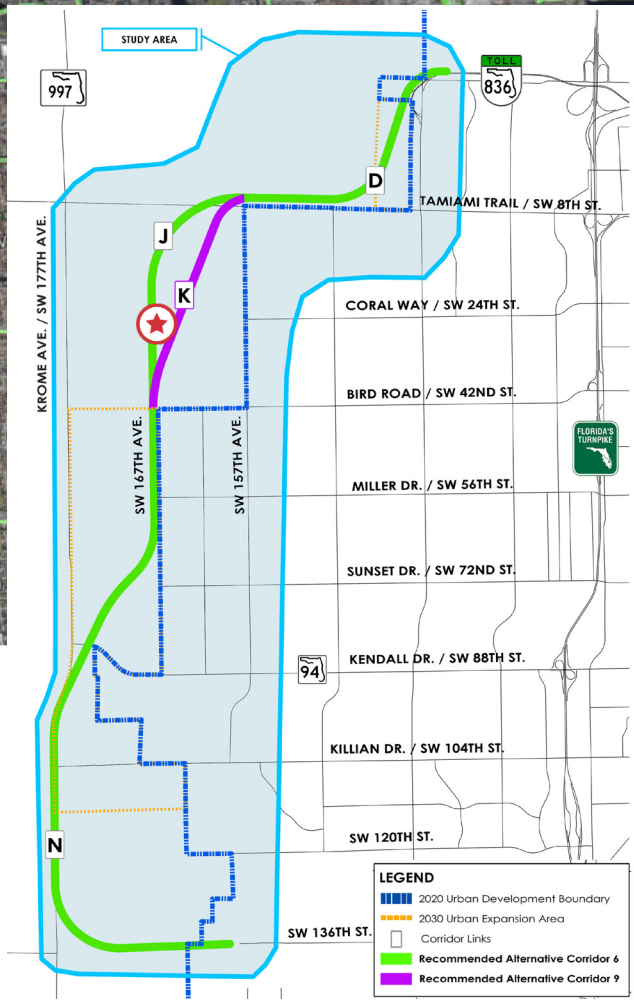 STUDY AREA
997
TOLL
836
D
TAMIAMI TRAIL / SW 8TH ST.
J
K
KROME AVE. / SW 177TH AVE.
CORAL WAY / SW 24TH ST.
BIRD ROAD / SW 42ND ST.
SW 167TH AVE.
SW 157TH AVE.
FLORIDA'S
TURNPIKE
MILLER DR. / SW 56TH ST.
SUNSET DR. / SW 72ND ST.
94
KENDALL DR. / SW 88TH ST.
KILLIAN DR. / SW 104TH ST.
N
SW 120TH ST.
SW 136TH ST.
LEGEND
2020 Urban Development Boundary
2030 Urban Expansion Area
Corridor Links
Recommended Alternative Corridor 6
Recommended Alternative Corridor 9